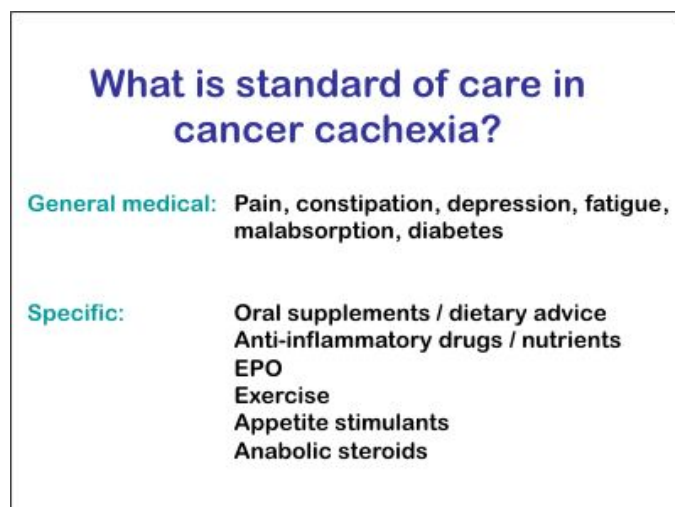 What is standard of care in
cancer cachexia?
General medical: Pain, constipation, depression, fatigue,
malabsorption, diabetes
Specific: Oral supplements / dietary advice
Anti-inflammatory drugs / nutrients
EPO
Exercise
Appetite stimulants
Anabolic steroids